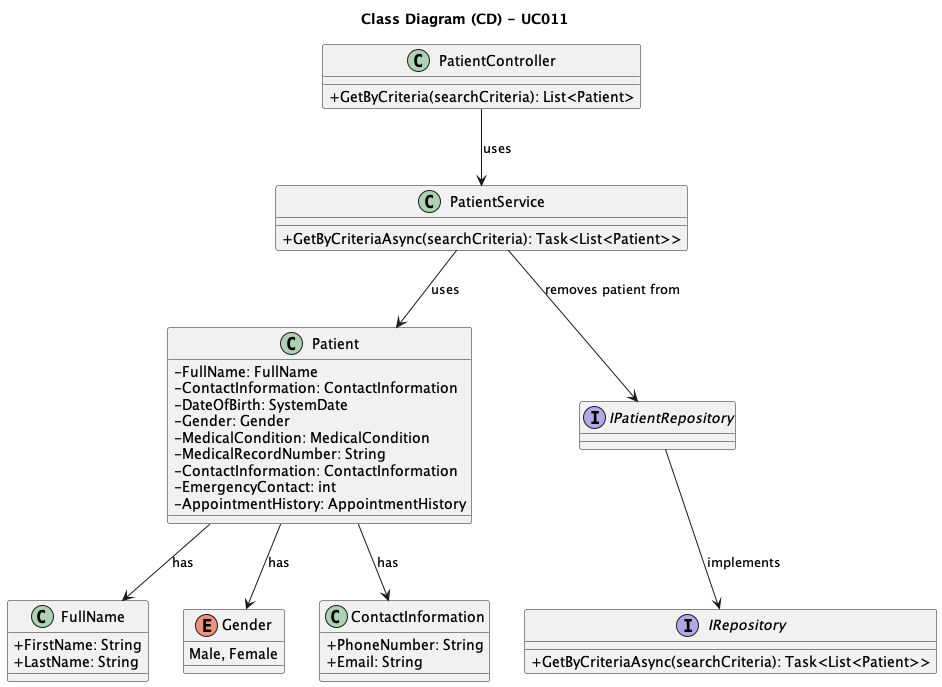 Class Diagram (CD) - UC011
C PatientController
+GetByCriteria(searchCriteria): List<Patient>
uses
C PatientService
+GetByCriteriaAsync(searchCriteria): Task<List<Patient>>
uses
removes patient from
C Patient
-FullName: FullName
-ContactInformation: ContactInformation
-DateOfBirth: SystemDate
-Gender: Gender
-MedicalCondition: MedicalCondition
-MedicalRecordNumber: String
-ContactInformation: ContactInformation
-EmergencyContact: int
-AppointmentHistory: AppointmentHistory
I IPatientRepository
has
has
has
implements
C FullName
+FirstName: String
+LastName: String
E Gender
Male, Female
C ContactInformation
+PhoneNumber: String
+Email: String
I IRepository
+GetByCriteriaAsync(searchCriteria): Task<List<Patient>>